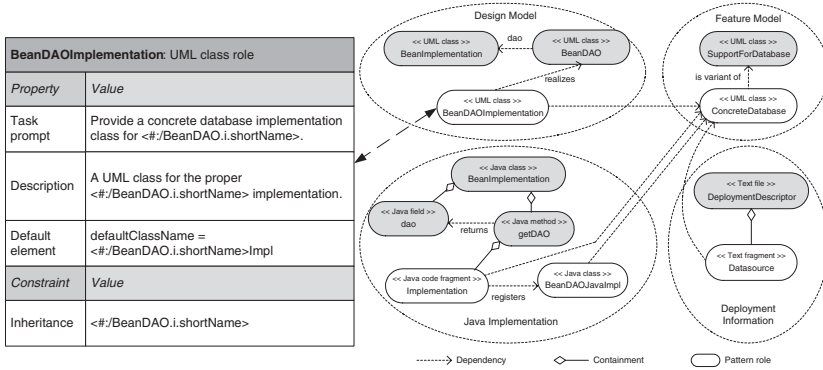 BeanDAOImplementation: UML class role
Property Value
Task prompt
Provide a concrete database implementation
class for <#:/BeanDAO.i.shortName>.
Description
A UML class for the proper
<#:/BeanDAO.i.shortName> implementation.
Default element
defaultClassName =
<#:/BeanDAO.i.shortName>Impl
Constraint Value
Inheritance <#:/BeanDAO.i.shortName>
Design Model
<< UML class >>
BeanImplementation
dao
<< UML class >>
BeanDAO
realizes
<< UML class >>
BeanDAOImplementation
Feature Model
<< UML class >>
SupportForDatabase
is variant of
<< UML class >>
ConcreteDatabase
<< Java class >>
BeanImplementation
<< Java field >>
dao
returns
<< Java method >>
getDAO
<< Java code fragment >>
Implementation
registers
<< Java class >>
BeanDAOJavaImpl
Java Implementation
<< Text file >>
DeploymentDescriptor
<< Text fragment >>
Datasource
Deployment
Information
Dependency
Containment
Pattern role